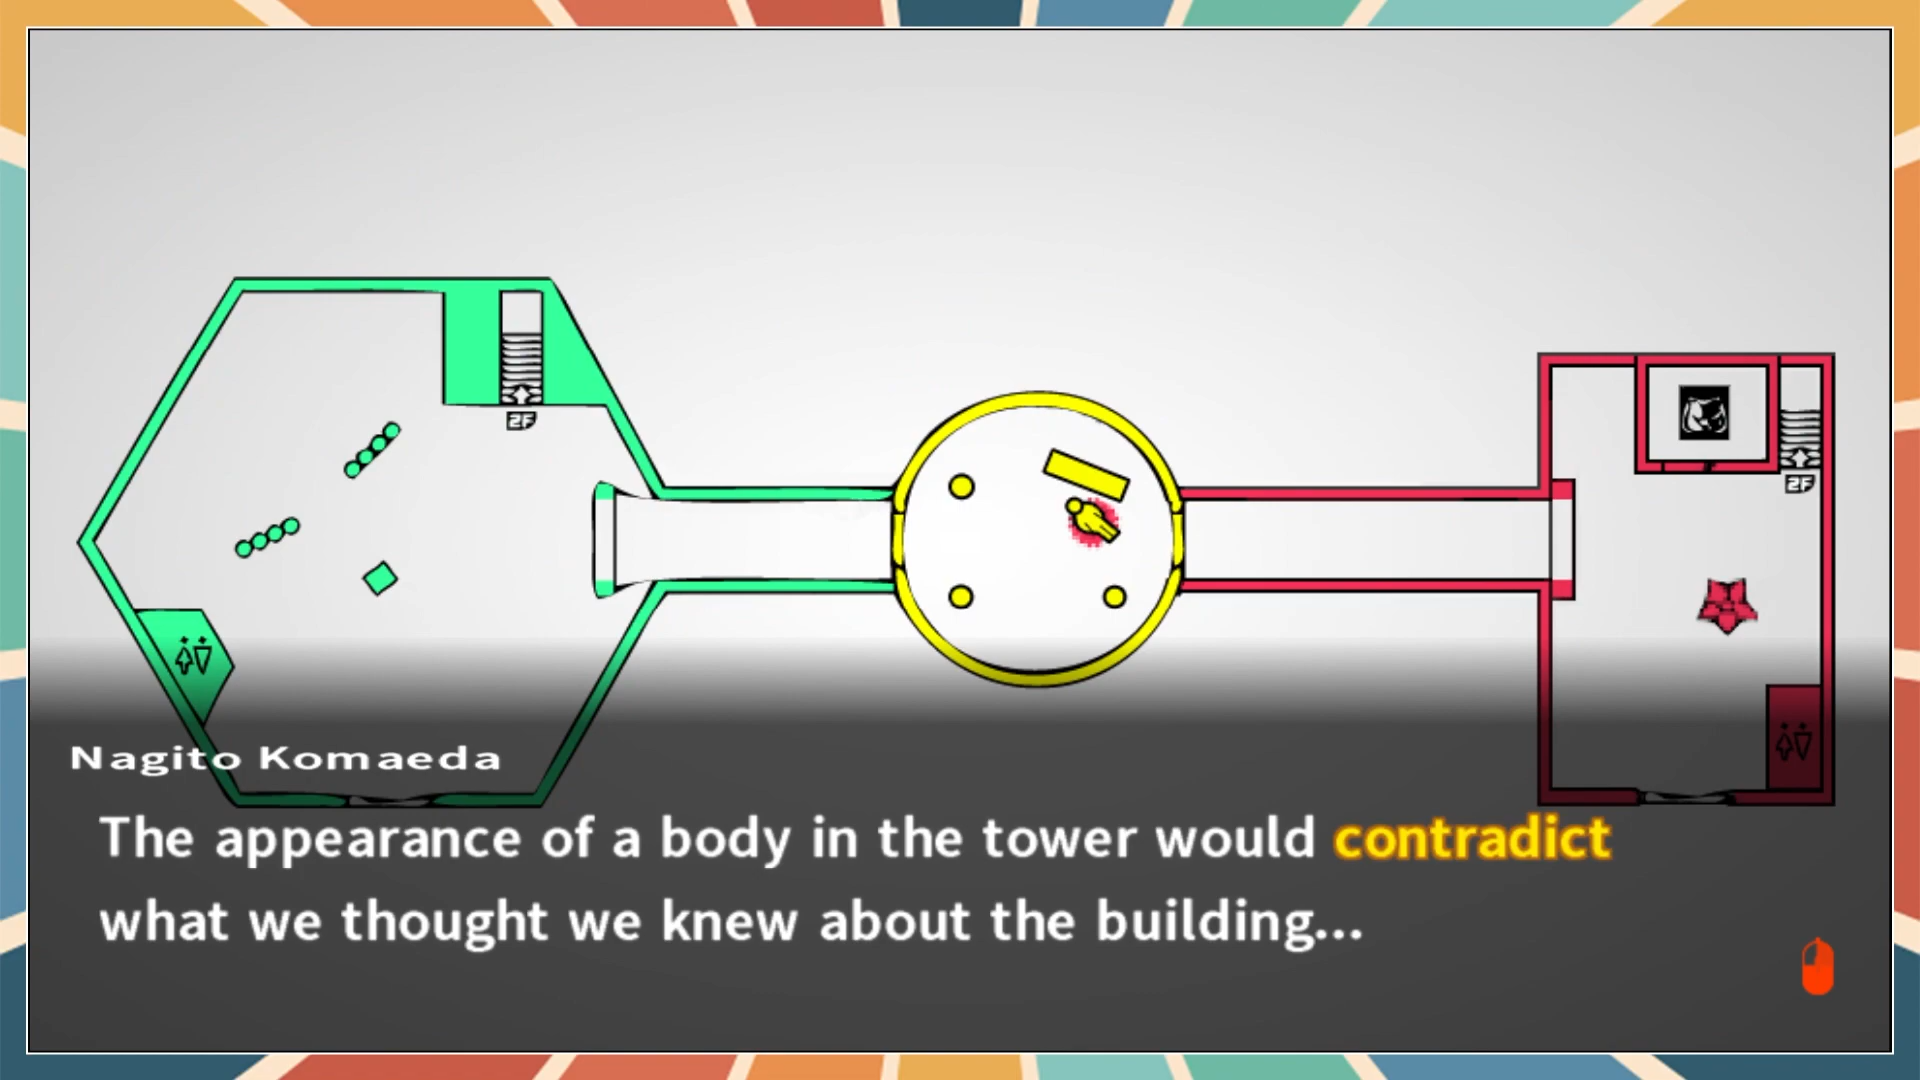 2F
2F
Nagito Komaeda
The appearance of a body in the tower would contradict
what we thought we knew about the building...